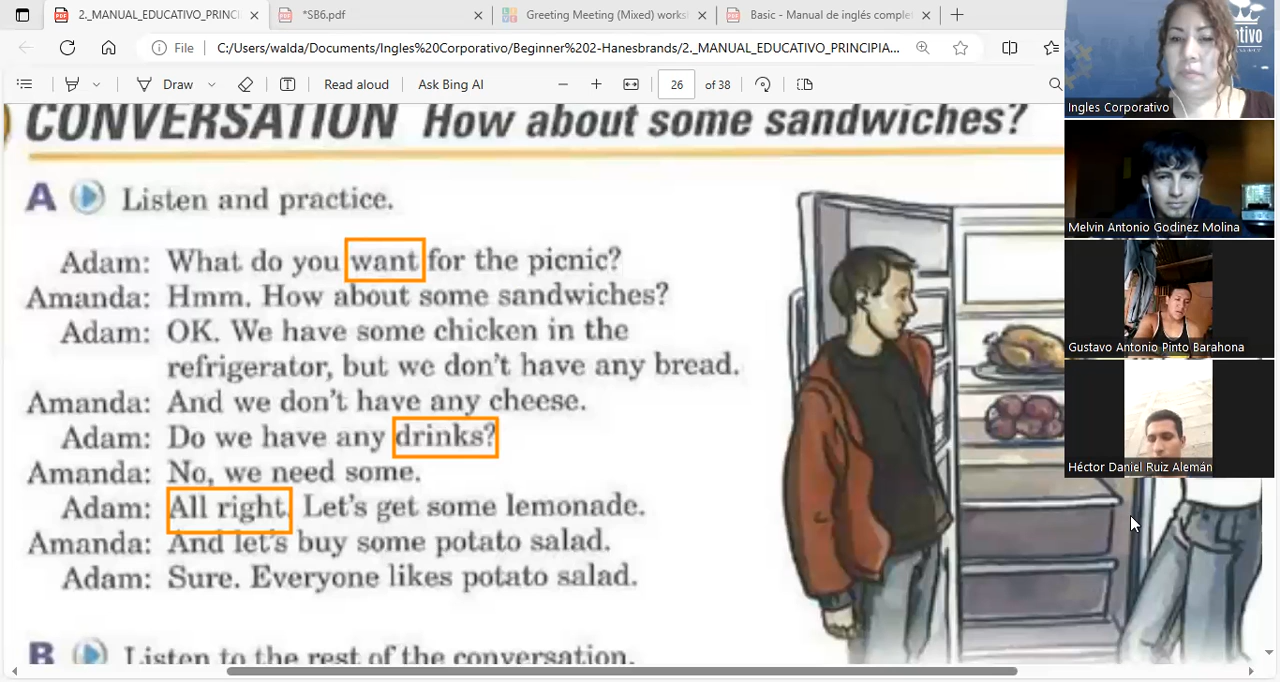 2._MANUAL_EDUCATIVO_PRINCI
*SB6.pdf
Greeting Meeting (Mixed) works
Basic - Manual de inglés comple
File
C:/Users/walda/Documents/Ingles%20Corporativo/Beginner%202-Hanesbrands/2._MANUAL_EDUCATIVO_PRINCIPIA...
Draw
Read aloud
Ask Bing AI
26
of 38
CONVERSATION How about some sandwiches?
A Listen and practice.
Adam: What do you want for the picnic?
Amanda: Hmm. How about some sandwiches?
Adam: OK. We have some chicken in the
refrigerator, but we don't have any bread.
Amanda: And we don't have any cheese.
Adam: Do we have any drinks?
Amanda: No, we need some.
Adam: All right. Let's get some lemonade.
Amanda: And let's buy some potato salad.
Adam: Sure. Everyone likes potato salad.
B Listen to the rest of the conversation.
Ingles Corporativo
Melvin Antonio Godinez Molina
Gustavo Antonio Pinto Barahona
Héctor Daniel Ruiz Alemán